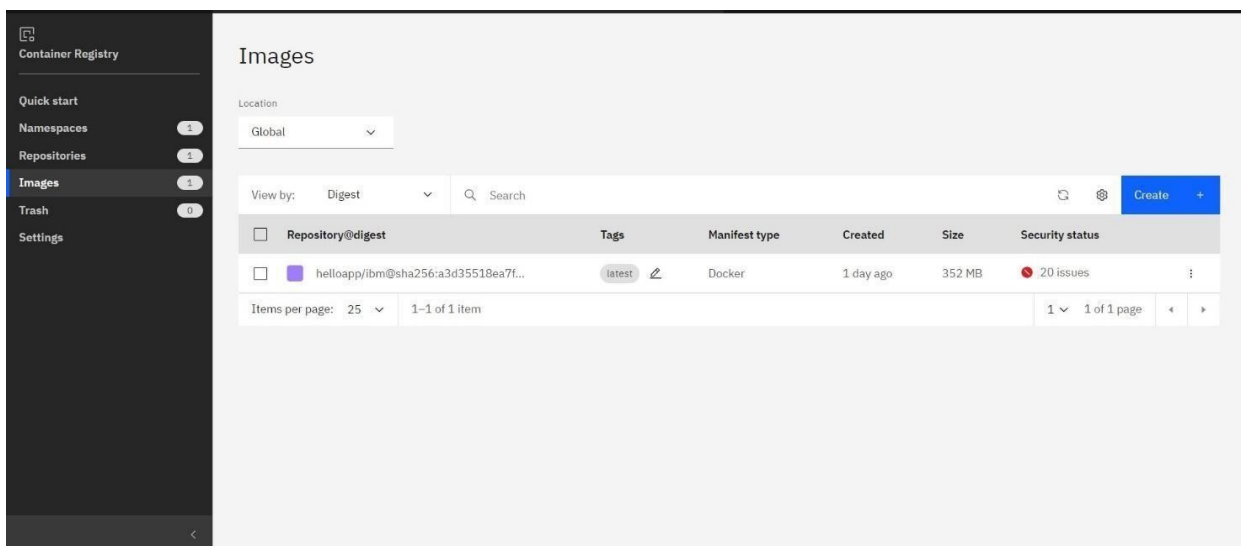 Container Registry
Quick start
Namespaces 1
Repositories 1
Images 1
Trash 0
Settings
Images
Location
Global
View by: Digest Search Create +
Repository@digest Tags Manifest type Created Size Security status
helloapp/ibm@sha256:a3d35518ea7f... latest Docker 1 day ago 352 MB 20 issues
Items per page: 25 1–1 of 1 item 1 1 of 1 page